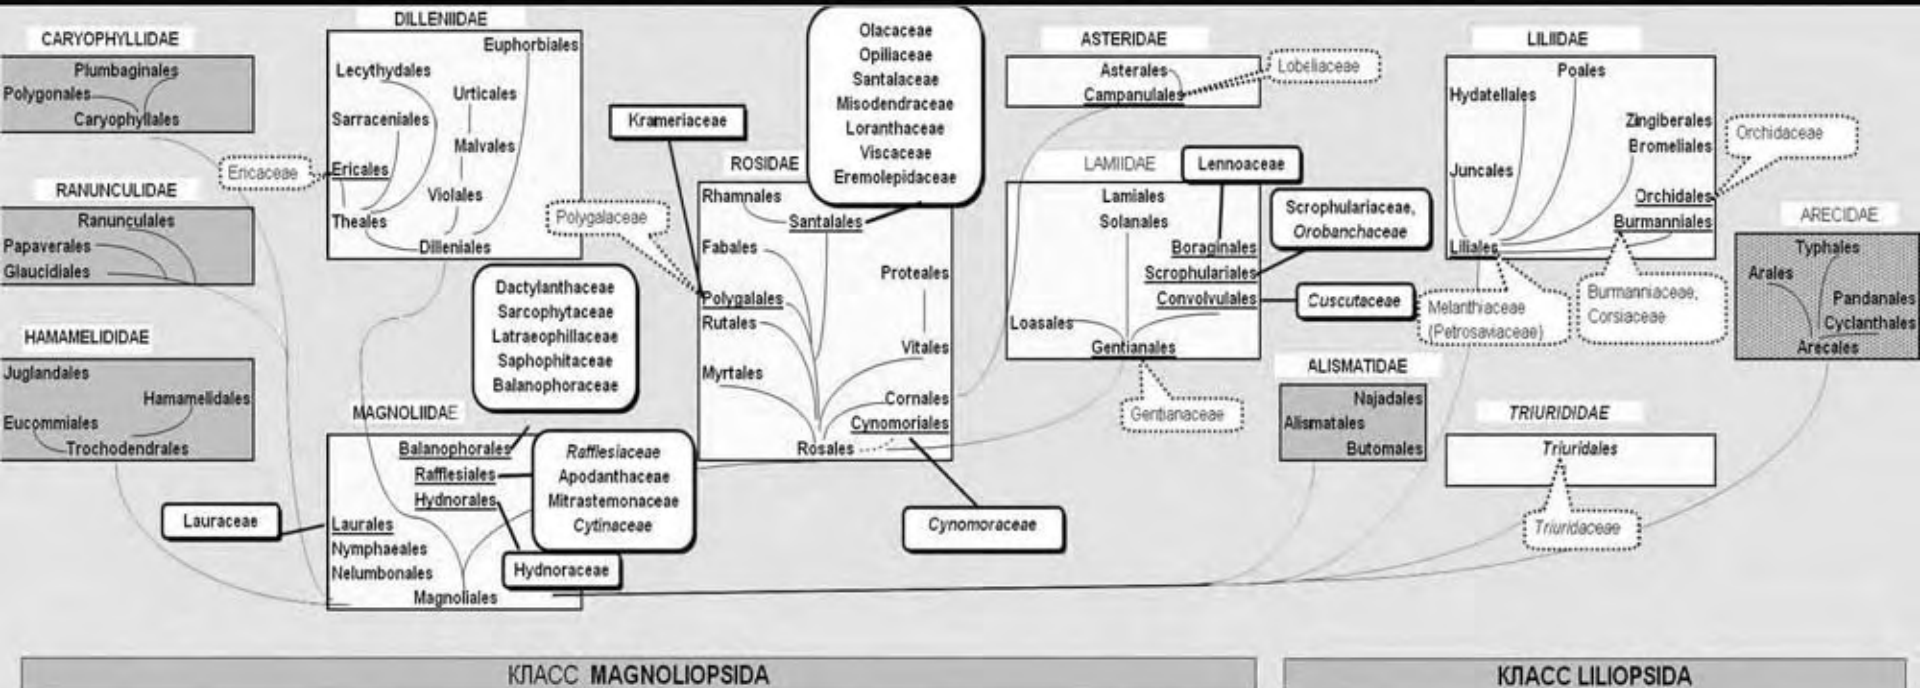 CARYOPHYLLIDAE
Plumbaginales
Polygonales
Caryophyllales
RANUNCULIDAE
Ranunculales
Papaverales
Glaucidiales
HAMAMELIDIDAE
Juglandales
Hamamelidales
Eucommiales
Trochodendrales
DILLENIIDAE
Euphorbiales
Lecythydales
Urticales
Sarraceniales
Malvales
Ericaceae
Ericales
Violales
Theales
Dilleniales
Dactylanthaceae
Sarcophytaceae
Latraeophillaceae
Saphophitaceae
Balanophoraceae
MAGNOLIIDAE
Balanophorales
Rafflesiales
Hydnorales
Lauraceae
Laurales
Nymphaeales
Nelumbonales
Magnoliales
Rafflesiaceae
Apodanthaceae
Mitrastemonaceae
Cytinaceae
Hydnoraceae
Krameriaceae
Polygalaceae
Olacaceae
Opiliaceae
Santalaceae
Misodendraceae
Loranthaceae
Viscaceae
Eremolepidaceae
ROSIDAE
Rhamnales
Santalales
Fabales
Proteales
Polygalales
Rutales
Vitales
Myrtales
Cornales
Cynomoriales
Rosales
Cynomoraceae
ASTERIDAE
Asterales
Campanulales
Lobeliaceae
LAMIIDAE
Lennoaceae
Lamiales
Solanales
Boraginales
Scrophulariales
Convolvulales
Loasales
Gentianales
Scrophulariaceae,
Orobanchaceae
Cuscutaceae
Gentianaceae
LILIIDAE
Poales
Hydatellales
Zingiberales
Bromeliales
Juncales
Orchidales
Burmanniales
Liliales
Orchidaceae
Melanthiaceae
(Petrosaviaceae)
Burmanniaceae,
Corsiaceae
ARECIDAE
Typhales
Arales
Pandanales
Cyclanthales
Arecales
ALISMATIDAE
Najadales
Alismatales
Butomales
TRIURIDIDAE
Triuridales
Triuridaceae
КЛАСС MAGNOLIOPSIDA
КЛАСС LILIOPSIDA